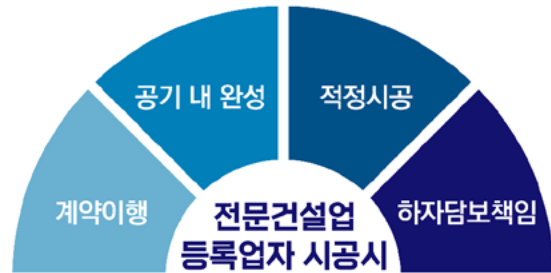 공기 내 완성
적정시공
계약이행
하자담보책임
전문건설업
등록업자 시공시